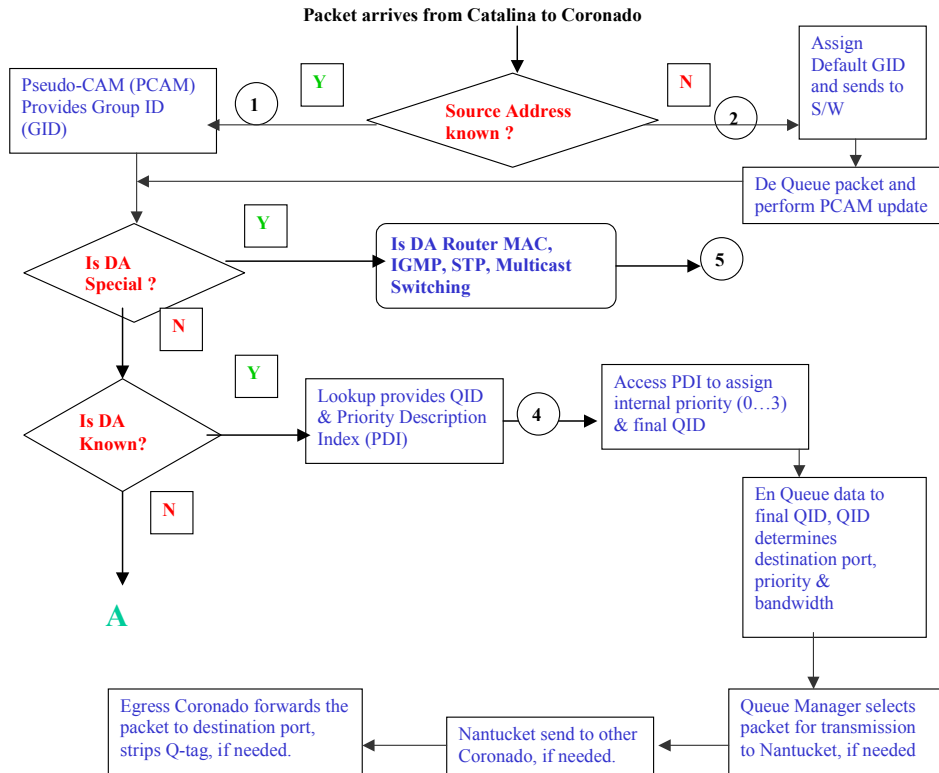 Packet arrives from Catalina to Coronado
Pseudo-CAM (PCAM)
Provides Group ID
(GID)
1
Y
Source Address
known ?
N
2
Assign
Default GID
and sends to
S/W
De Queue packet and
perform PCAM update
Is DA
Special ?
Y
Is DA Router MAC,
IGMP, STP, Multicast
Switching
5
N
Is DA
Known?
Y
Lookup provides QID
& Priority Description
Index (PDI)
4
Access PDI to assign
internal priority (0…3)
& final QID
N
A
En Queue data to
final QID, QID
determines
destination port,
priority &
bandwidth
Queue Manager selects
packet for transmission
to Nantucket, if needed
Nantucket send to other
Coronado, if needed.
Egress Coronado forwards the
packet to destination port,
strips Q-tag, if needed.